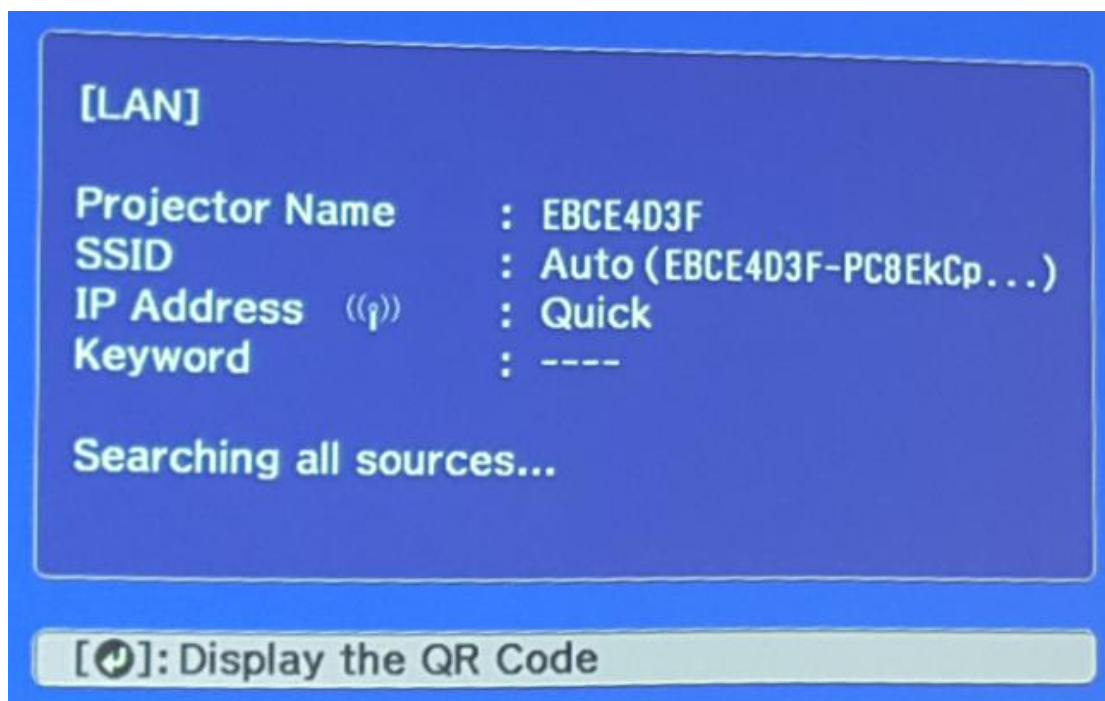 [LAN]
Projector Name : EBCE4D3F
SSID : Auto (EBCE4D3F-PC8EkCp...)
IP Address : Quick
Keyword : ----
Searching all sources...
[↵]: Display the QR Code